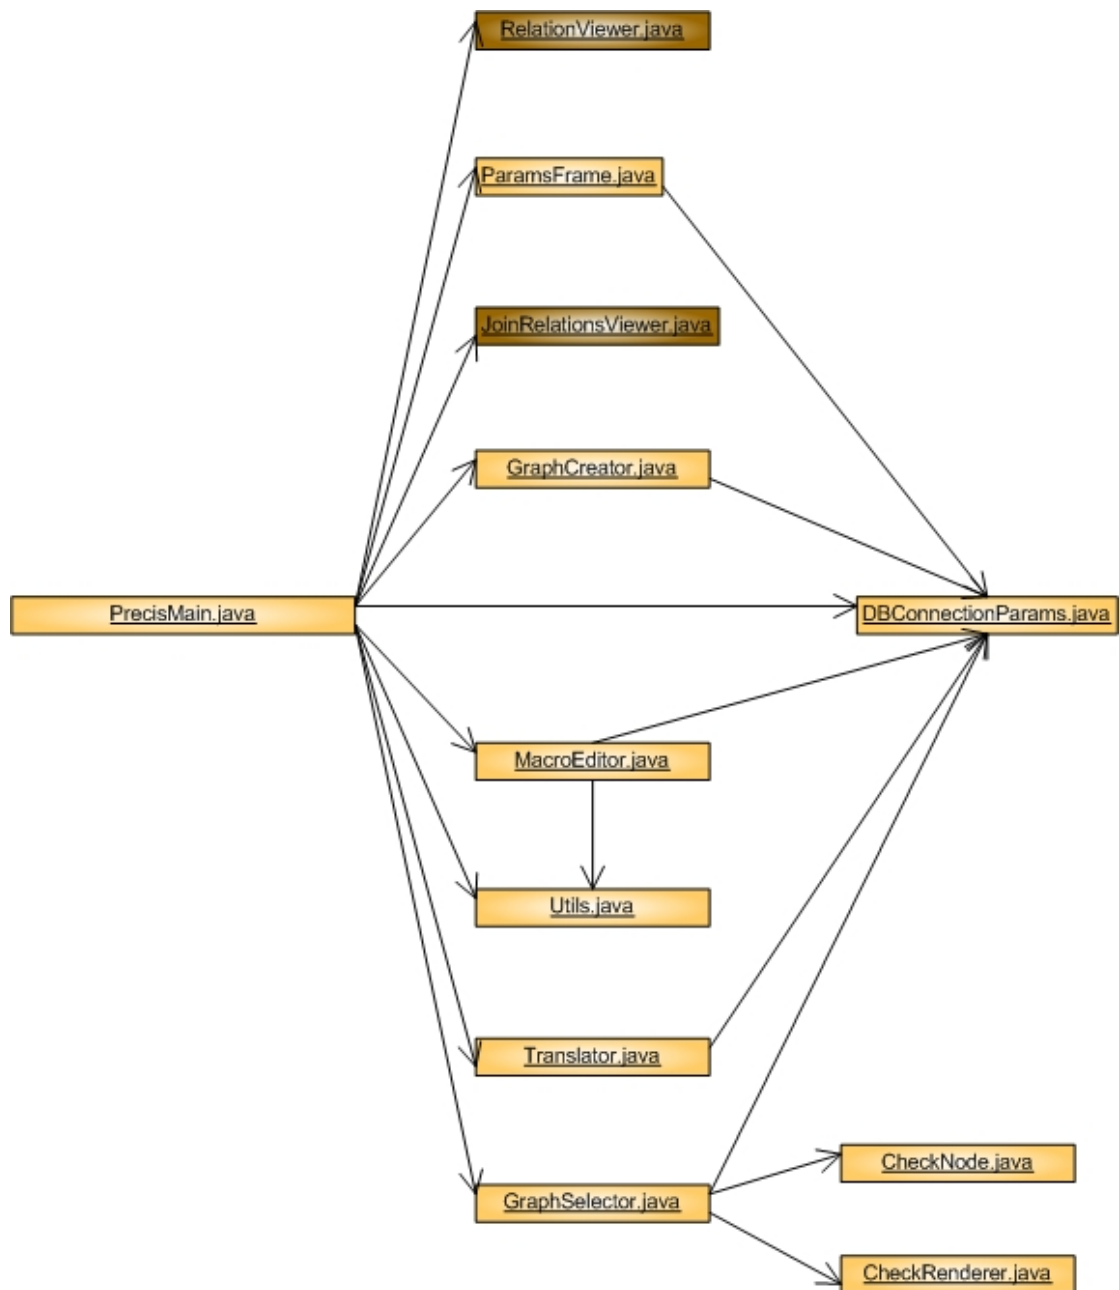 RelationViewer.java
ParamsFrame.java
JoinRelationsViewer.java
GraphCreator.java
PrecisMain.java
DBConnectionParams.java
MacroEditor.java
Utils.java
Translator.java
CheckNode.java
GraphSelector.java
CheckRenderer.java